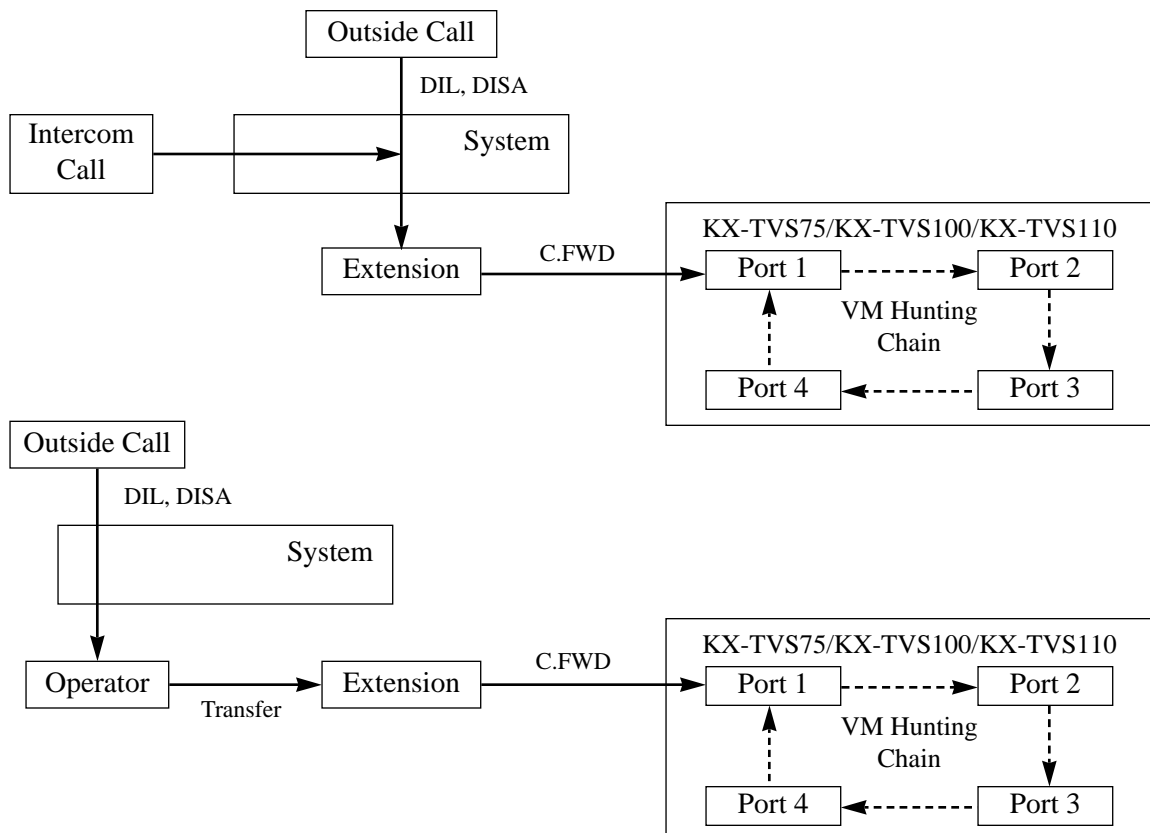 Outside Call
DIL, DISA
Intercom
Call
System
Extension
C.FWD
KX-TVS75/KX-TVS100/KX-TVS110
Port 1
Port 2
VM Hunting
Chain
Port 4
Port 3
Outside Call
DIL, DISA
System
Operator
Transfer
Extension
C.FWD
KX-TVS75/KX-TVS100/KX-TVS110
Port 1
Port 2
VM Hunting
Chain
Port 4
Port 3